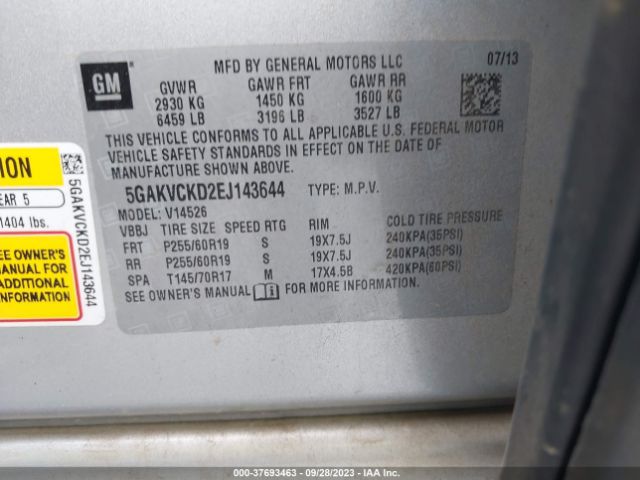 GM
MFD BY GENERAL MOTORS LLC 07/13
GVWR GAWR FRT GAWR RR
2930 KG 1450 KG 1600 KG
6459 LB 3196 LB 3527 LB
THIS VEHICLE CONFORMS TO ALL APPLICABLE U.S. FEDERAL MOTOR
VEHICLE SAFETY STANDARDS IN EFFECT ON THE DATE OF
MANUFACTURE SHOWN ABOVE.
5GAKVCKD2EJ143644 TYPE: M.P.V.
MODEL: V14526
VBBJ TIRE SIZE SPEED RTG RIM COLD TIRE PRESSURE
FRT P255/60R19 S 19X7.5J 240KPA(35PSI)
RR P255/60R19 S 19X7.5J 240KPA(35PSI)
SPA T145/70R17 M 17X4.5B 420KPA(60PSI)
SEE OWNER'S MANUAL FOR MORE INFORMATION.
ION
EAR 5
1404 lbs.
SEE OWNER'S
MANUAL FOR
ADDITIONAL
INFORMATION
5GAKVCKD2EJ143644
000-37693463 - 09/28/2023 - IAA Inc.